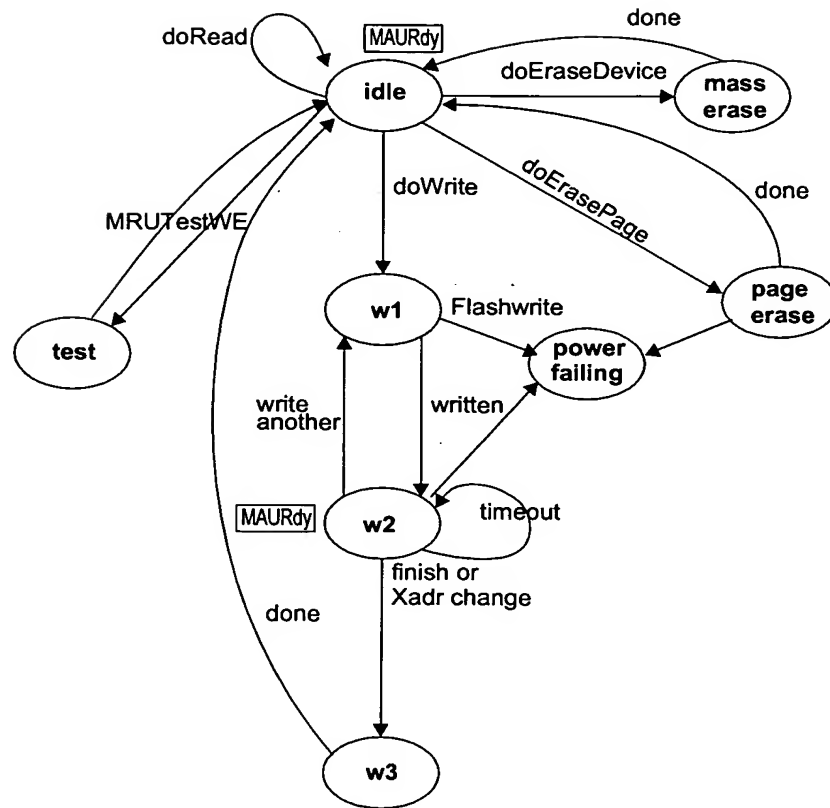 done
doRead
MAURdy
doEraseDevice
idle
mass
erase
doWrite
doErasePage
done
MRUTestWE
page
erase
w1
Flashwrite
test
power
failing
write
another
written
MAURdy
w2
timeout
finish or
Xadr change
done
w3